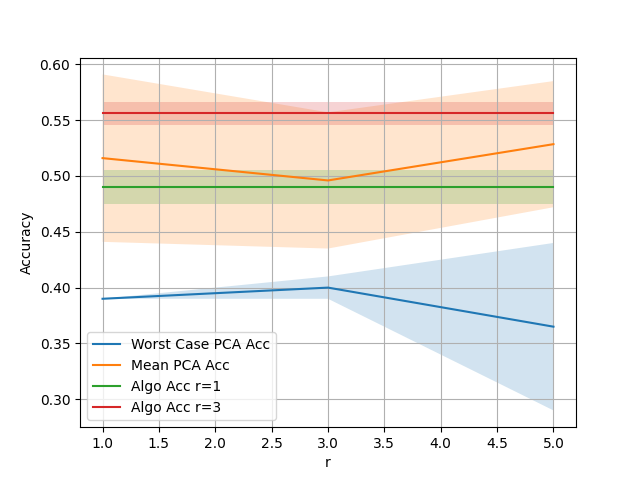 0.60
0.55
0.50
0.45
0.40
0.35
0.30
Accuracy
Worst Case PCA Acc
Mean PCA Acc
Algo Acc r=1
Algo Acc r=3
1.0 1.5 2.0 2.5 3.0 3.5 4.0 4.5 5.0
r